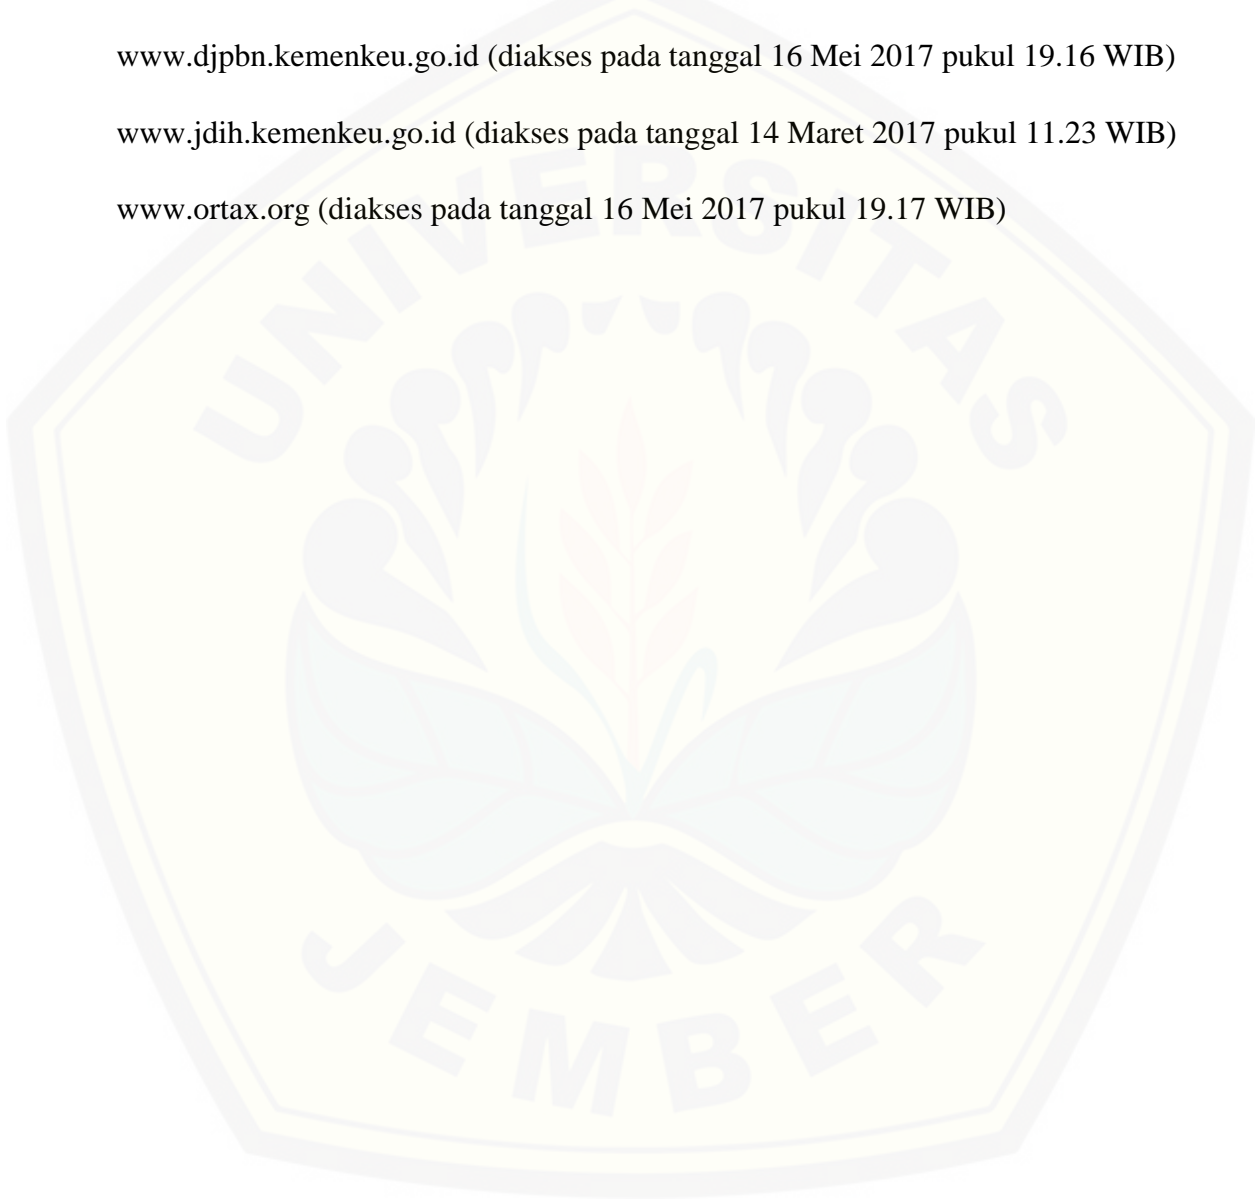 www.djpbn.kemenkeu.go.id (diakses pada tanggal 16 Mei 2017 pukul 19.16 WIB)
www.jdih.kemenkeu.go.id (diakses pada tanggal 14 Maret 2017 pukul 11.23 WIB)
www.ortax.org (diakses pada tanggal 16 Mei 2017 pukul 19.17 WIB)
UNIVERSITAS
JEMBER